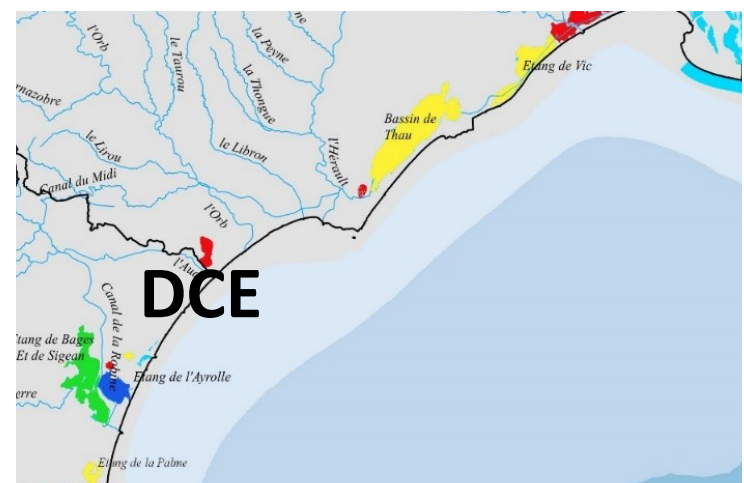 l'Orb
le Taurou
la Peyne
la Thongue
Etang de Vic
Bassin de
Thau
rnazobre
le Lirou
le Libron
l'Hérault
Canal du Midi
l'Orb
l'Aude
DCE
Canal de la Robine
Etang de l'Ayrolle
tang de Bages
Et de Sigean
erre
Etang de la Palme